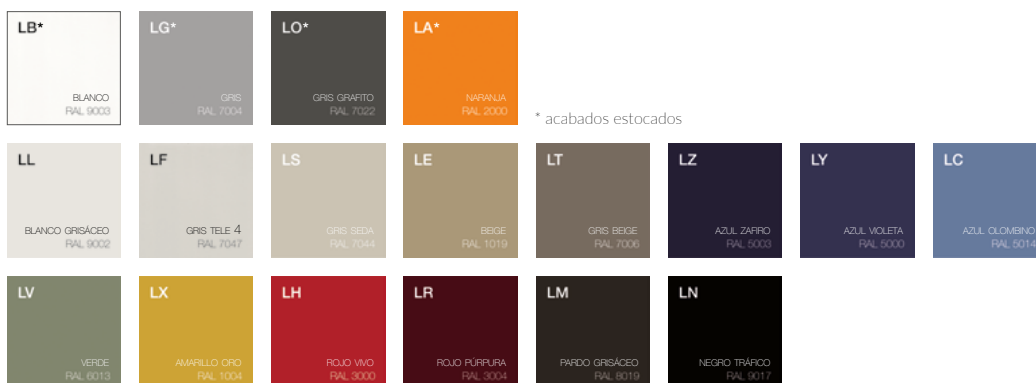 LB*
BLANCO
RAL 9003
LG*
GRIS
RAL 7004
LO*
GRIS GRAFITO
RAL 7022
LA*
NARANJA
RAL 2000
* acabados estocados
LL
BLANCO GRISÁCEO
RAL 9002
LF
GRIS TELE 4
RAL 7047
LS
GRIS SEDA
RAL 7044
LE
BEIGE
RAL 1019
LT
GRIS BEIGE
RAL 7006
LZ
AZUL ZAFIRO
RAL 5003
LY
AZUL VIOLETA
RAL 5000
LC
AZUL OLOMBINO
RAL 5014
LV
VERDE
RAL 6013
LX
AMARILLO ORO
RAL 1004
LH
ROJO VIVO
RAL 3000
LR
ROJO PÚRPURA
RAL 3004
LM
PARDO GRISÁCEO
RAL 8019
LN
NEGRO TRÁFICO
RAL 9017